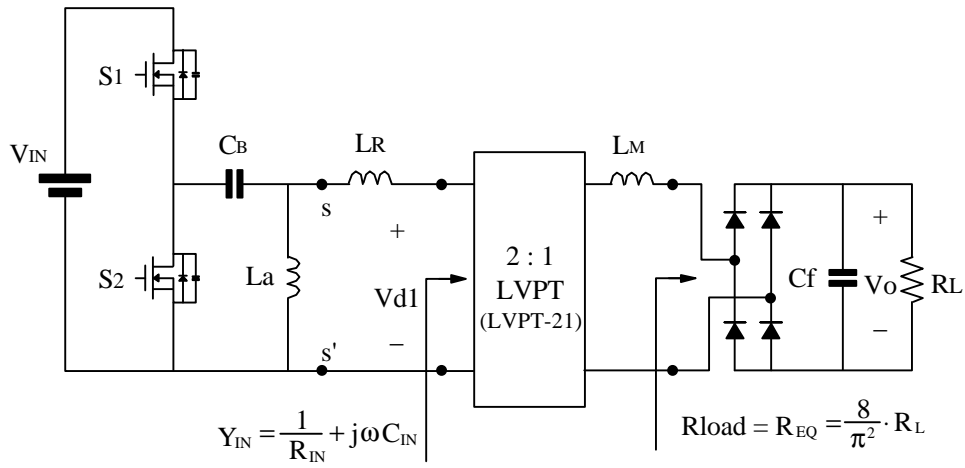 S1
CB
LR
LM
VIN
s
+
+
2 : 1
S2
La
Vd1
LVPT
Cf
Vo
RL
(LVPT-21)
−
−
s'
YIN = 1/RIN + jωCIN
Rload = REQ = 8/π² · RL